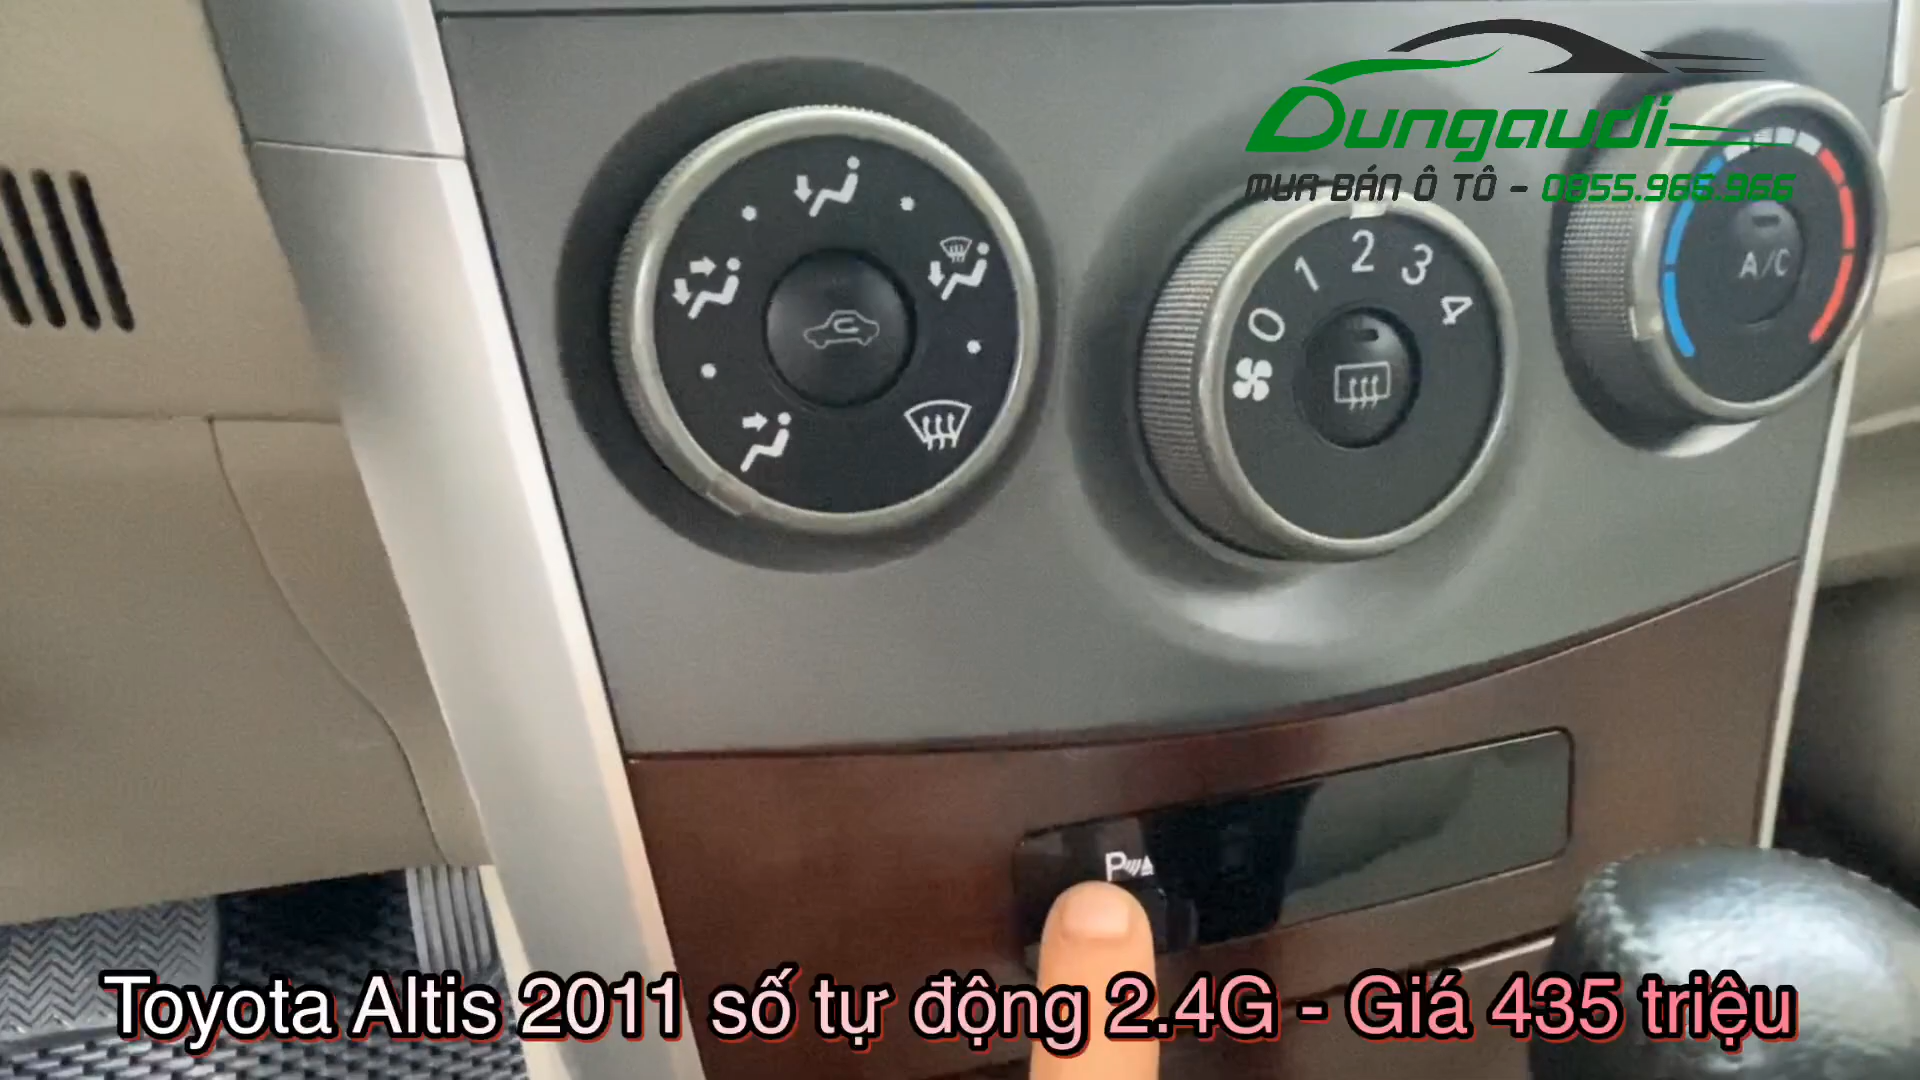 Dungaudi
MUA BÁN Ô TÔ - 0855.966.966
0 1 2 3 4
A/C
P
Toyota Altis 2011 số tự động 2.4G - Giá 435 triệu